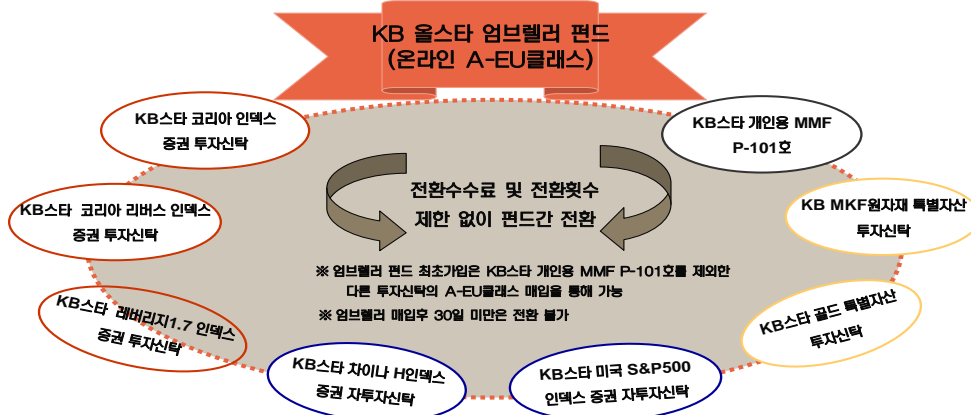 KB 올스타 엄브렐러 펀드
(온라인 A-EU클래스)
KB스타 코리아 인덱스
증권 투자신탁
KB스타 개인용 MMF
P-101호
KB스타  코리아 리버스 인덱스
증권 투자신탁
전환수수료 및 전환횟수
제한 없이 펀드간 전환
KB MKF원자재 특별자산
투자신탁
※ 엄브렐러 펀드 최초가입은 KB스타 개인용 MMF P-101호를 제외한
다른 투자신탁의 A-EU클래스 매입을 통해 가능
※ 엄브렐러 매입후 30일 미만은 전환 불가
KB스타  레버리지1.7 인덱스
증권 투자신탁
KB스타 골드 특별자산
투자신탁
KB스타 차이나 H인덱스
증권 자투자신탁
KB스타 미국 S&P500
인덱스 증권 자투자신탁